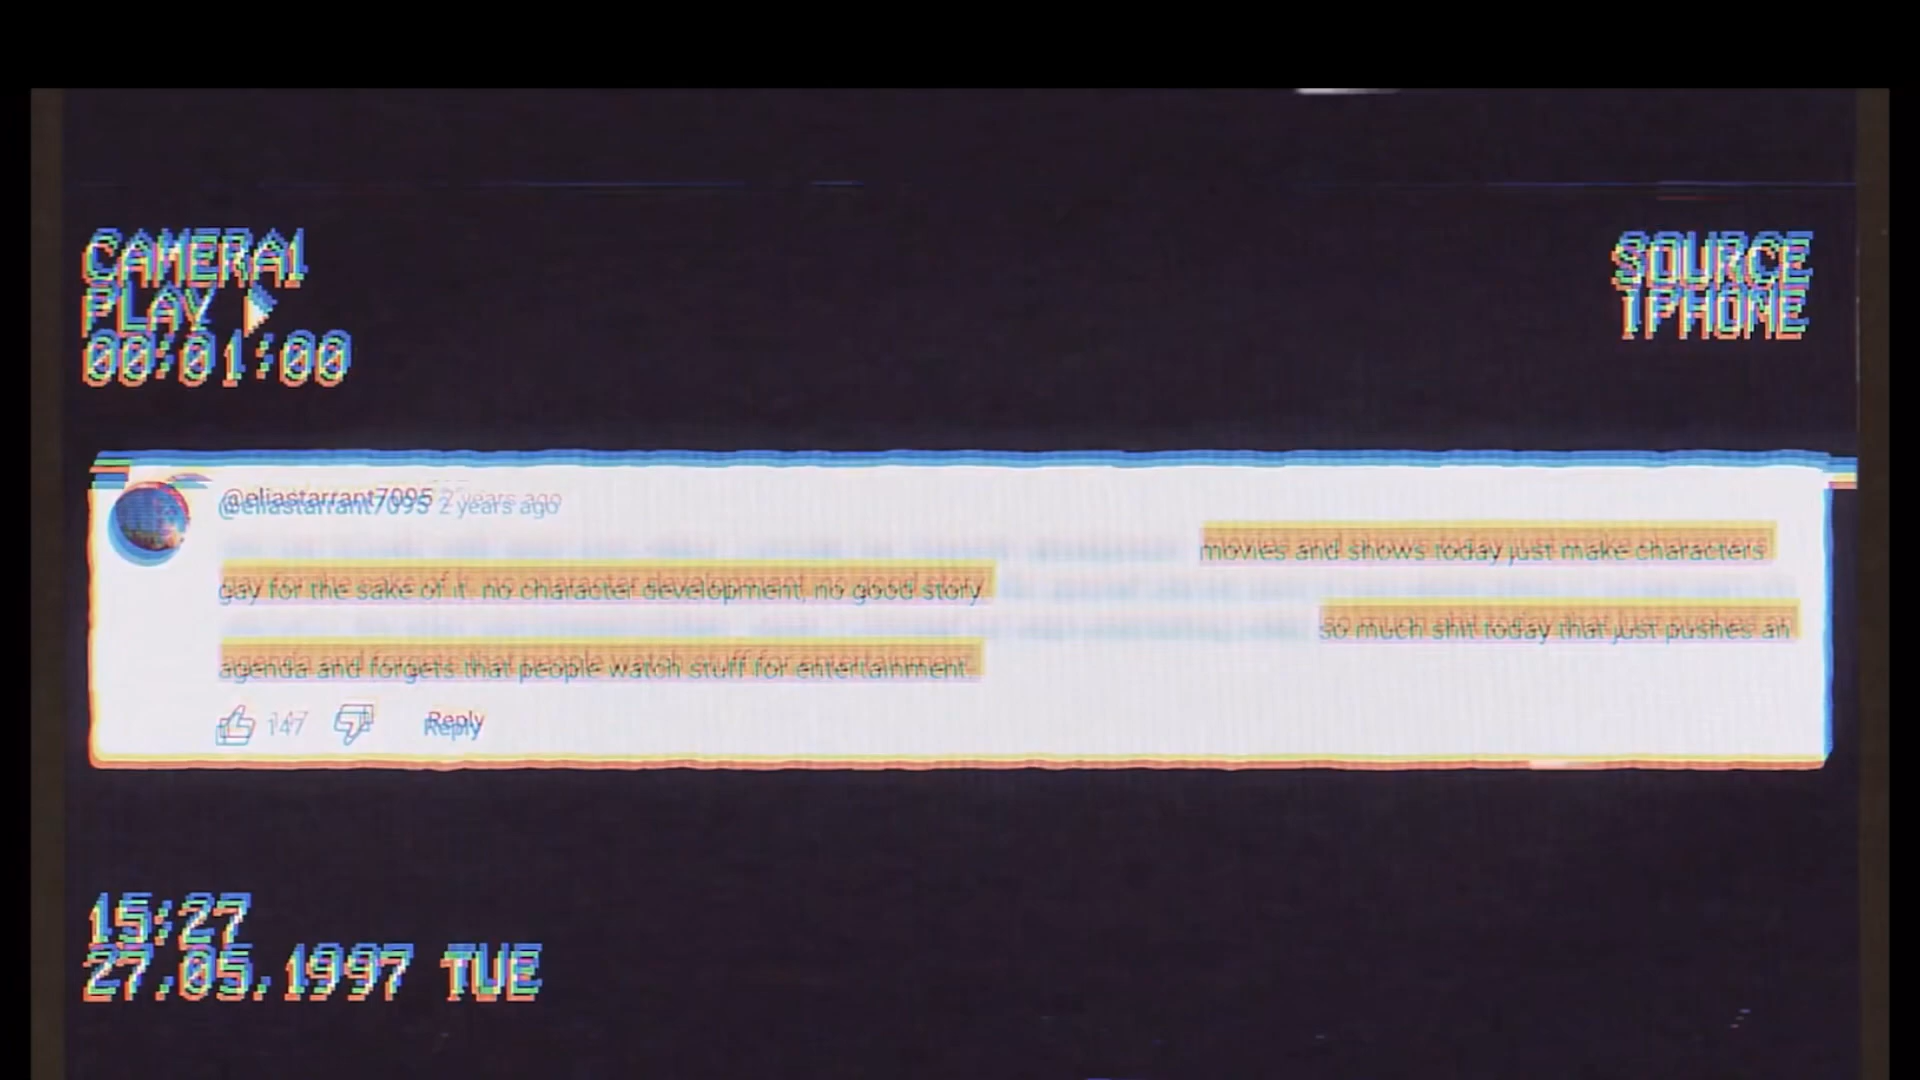 CAMERA1
PLAY
00:01:00
SOURCE
IPHONE
@eliastarrant7095 2 years ago
movies and shows today just make characters
gay for the sake of it, no character development, no good story.
so much shit today that just pushes an
agenda and forgets that people watch stuff for entertainment.
147 Reply
15:27
27.05.1997 TUE